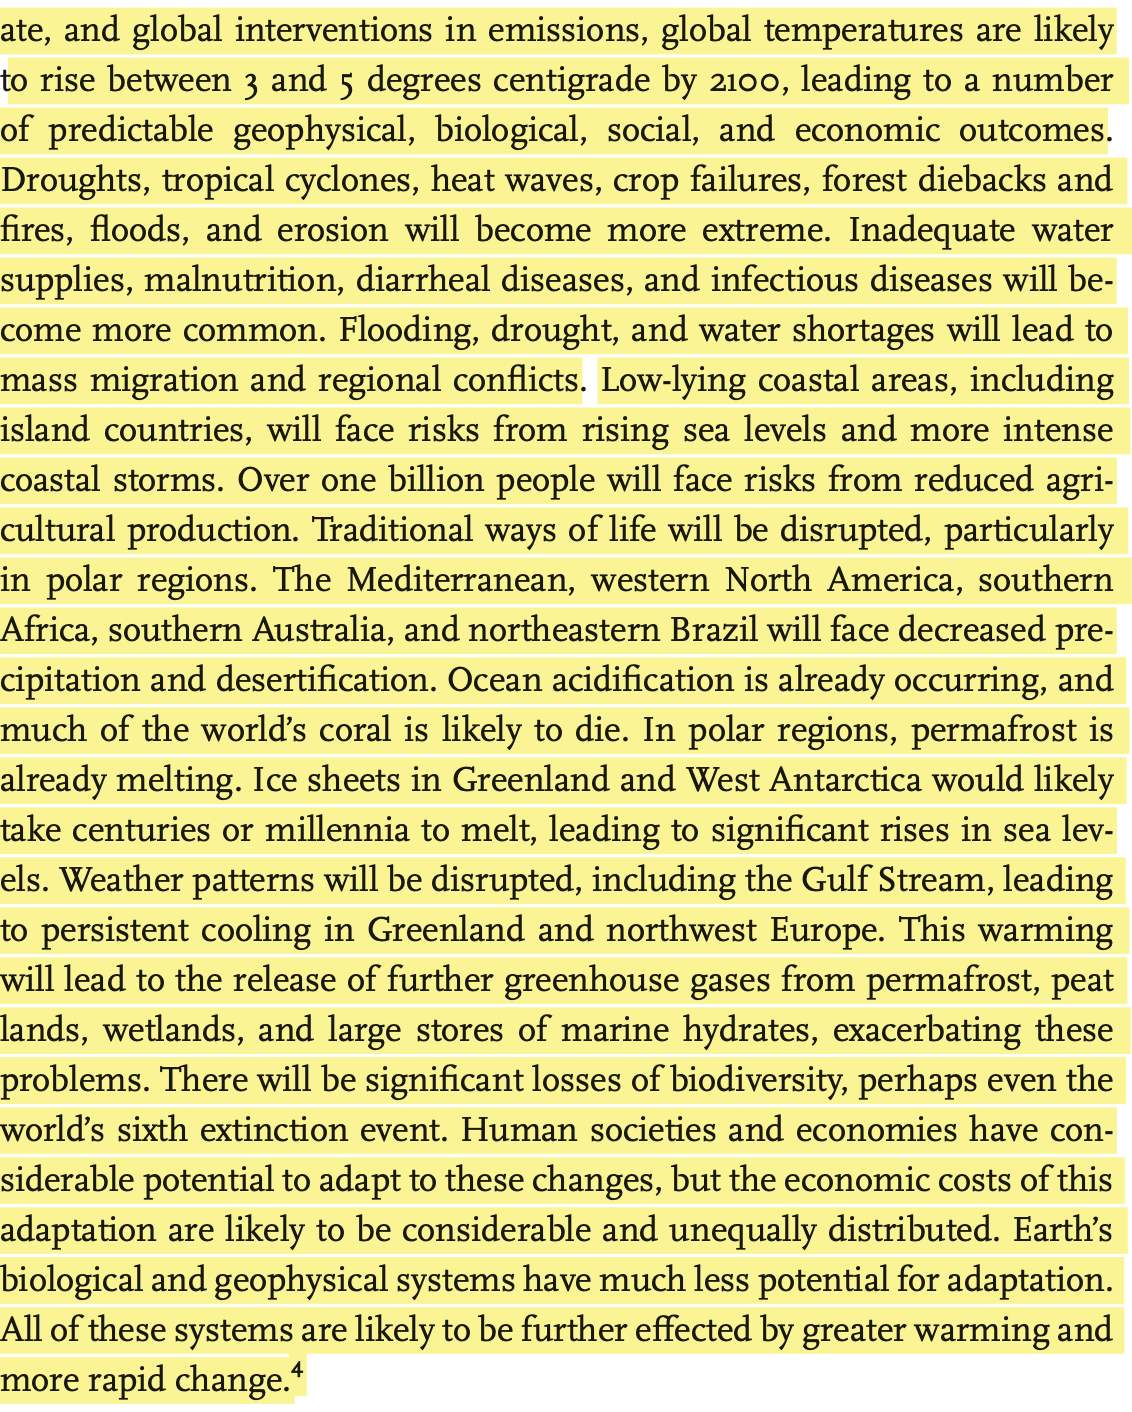 ate, and global interventions in emissions, global temperatures are likely
to rise between 3 and 5 degrees centigrade by 2100, leading to a number
of predictable geophysical, biological, social, and economic outcomes.
Droughts, tropical cyclones, heat waves, crop failures, forest diebacks and
fires, floods, and erosion will become more extreme. Inadequate water
supplies, malnutrition, diarrheal diseases, and infectious diseases will be-
come more common. Flooding, drought, and water shortages will lead to
mass migration and regional conflicts. Low-lying coastal areas, including
island countries, will face risks from rising sea levels and more intense
coastal storms. Over one billion people will face risks from reduced agri-
cultural production. Traditional ways of life will be disrupted, particularly
in polar regions. The Mediterranean, western North America, southern
Africa, southern Australia, and northeastern Brazil will face decreased pre-
cipitation and desertification. Ocean acidification is already occurring, and
much of the world’s coral is likely to die. In polar regions, permafrost is
already melting. Ice sheets in Greenland and West Antarctica would likely
take centuries or millennia to melt, leading to significant rises in sea lev-
els. Weather patterns will be disrupted, including the Gulf Stream, leading
to persistent cooling in Greenland and northwest Europe. This warming
will lead to the release of further greenhouse gases from permafrost, peat
lands, wetlands, and large stores of marine hydrates, exacerbating these
problems. There will be significant losses of biodiversity, perhaps even the
world’s sixth extinction event. Human societies and economies have con-
siderable potential to adapt to these changes, but the economic costs of this
adaptation are likely to be considerable and unequally distributed. Earth’s
biological and geophysical systems have much less potential for adaptation.
All of these systems are likely to be further effected by greater warming and
more rapid change.⁴